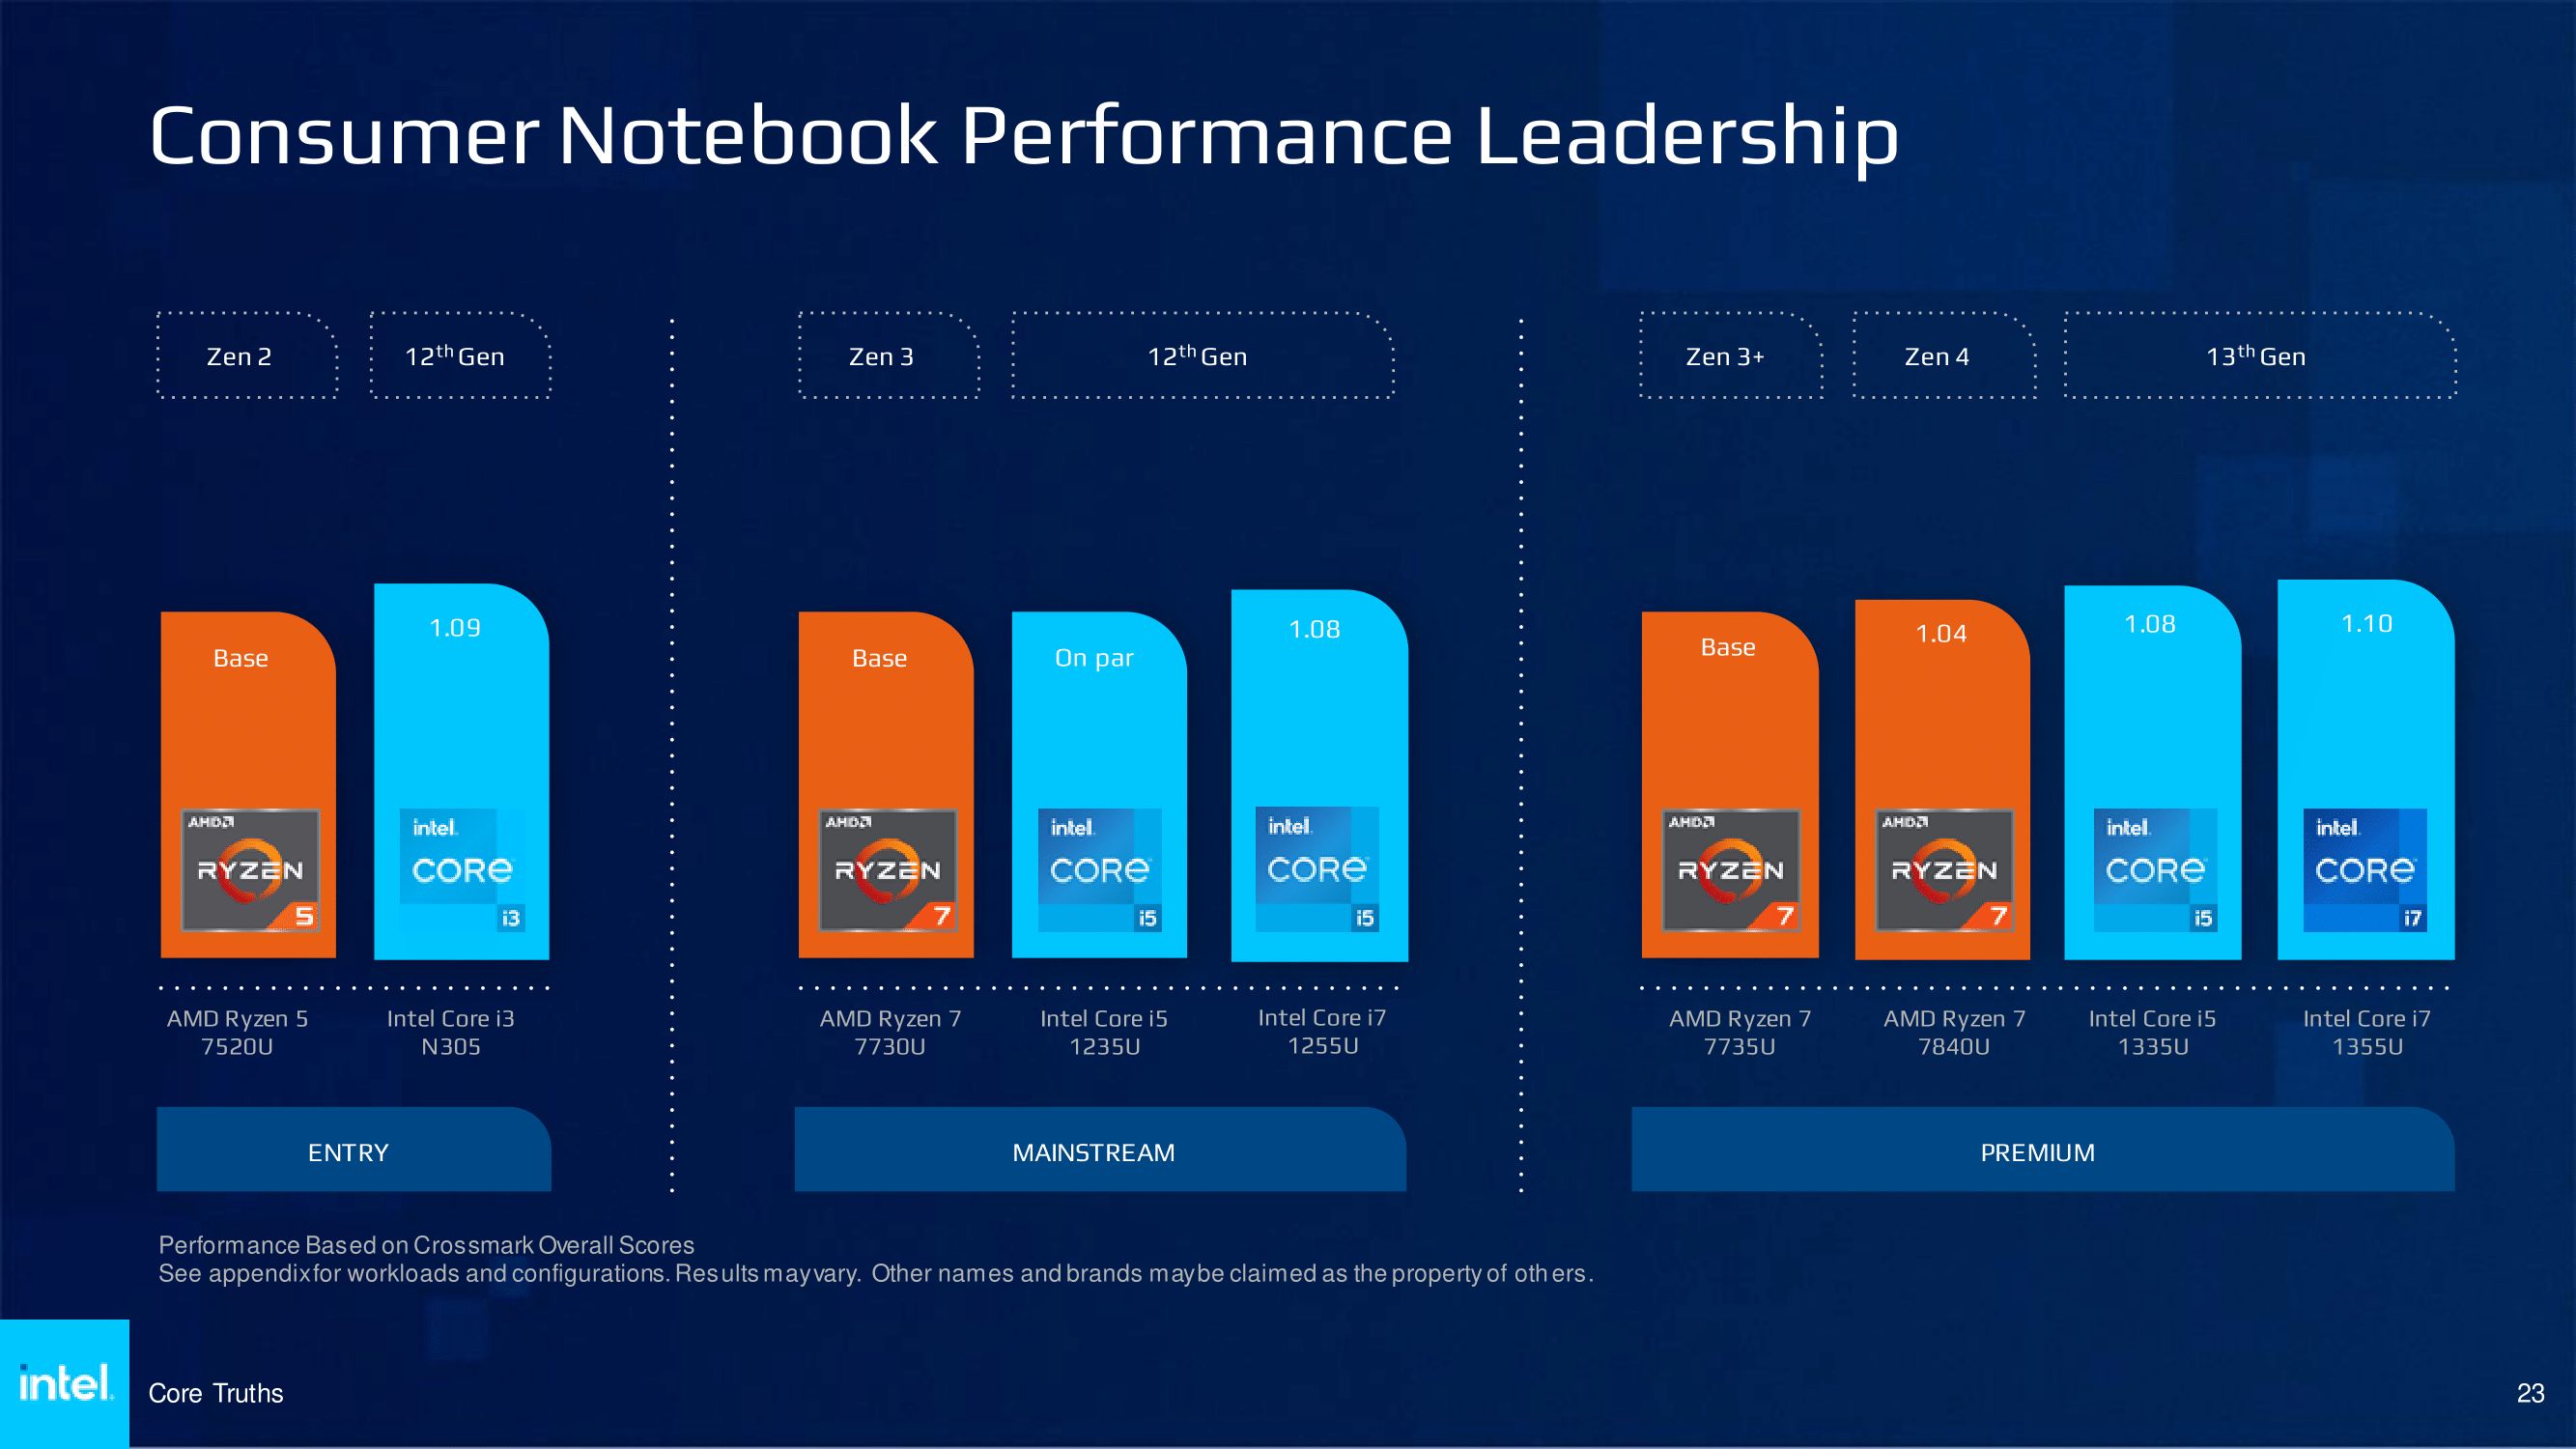 Consumer Notebook Performance Leadership
Zen 2
12th Gen
Zen 3
12th Gen
Zen 3+
Zen 4
13th Gen
Base
1.09
Base
On par
1.08
Base
1.04
1.08
1.10
AMD
RYZEN
5
intel.
CORE
i3
AMD
RYZEN
7
intel.
CORE
i5
intel.
CORE
i5
AMD
RYZEN
7
AMD
RYZEN
7
intel.
CORE
i5
intel.
CORE
i7
AMD Ryzen 5
7520U
Intel Core i3
N305
AMD Ryzen 7
7730U
Intel Core i5
1235U
Intel Core i7
1255U
AMD Ryzen 7
7735U
AMD Ryzen 7
7840U
Intel Core i5
1335U
Intel Core i7
1355U
ENTRY
MAINSTREAM
PREMIUM
Performance Based on Crossmark Overall Scores
See appendix for workloads and configurations. Results may vary. Other names and brands may be claimed as the property of others.
intel.
Core Truths
23